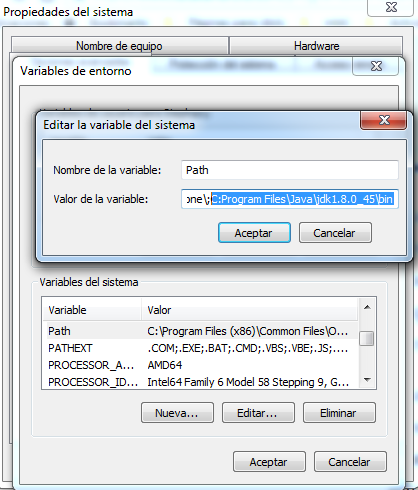 Propiedades del sistema
Nombre de equipo
Hardware
Variables de entorno
Editar la variable del sistema
Nombre de la variable:
Path
Valor de la variable:
one\;C:Program Files\Java\jdk1.8.0_45\bin
Aceptar
Cancelar
Variables del sistema
Variable
Valor
Path
C:\Program Files (x86)\Common Files\O...
PATHEXT
.COM;.EXE;.BAT;.CMD;.VBS;.VBE;.JS;....
PROCESSOR_A...
AMD64
PROCESSOR_ID...
Intel64 Family 6 Model 58 Stepping 9, G...
Nueva...
Editar...
Eliminar
Aceptar
Cancelar